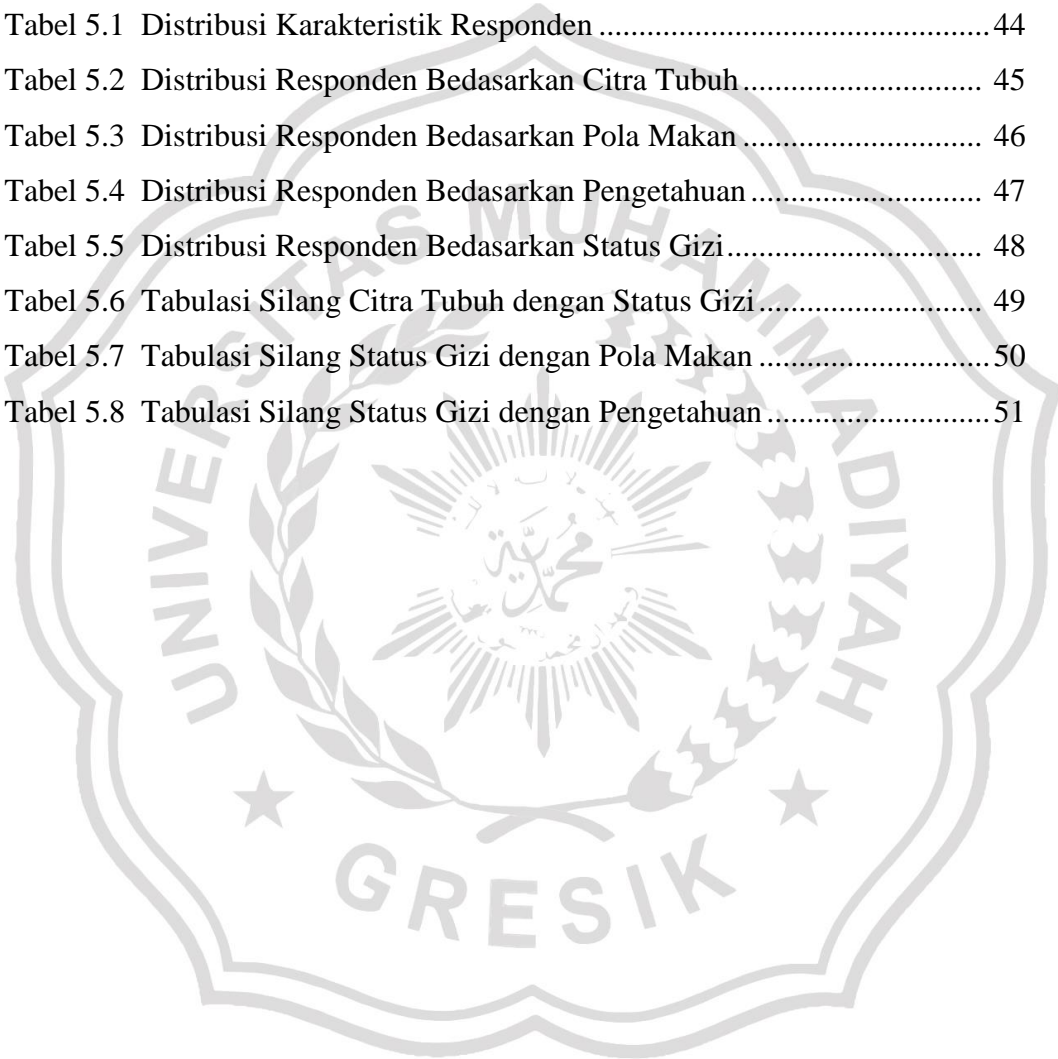 Tabel 5.1 Distribusi Karakteristik Responden ................................................... 44
Tabel 5.2 Distribusi Responden Bedasarkan Citra Tubuh ............................... 45
Tabel 5.3 Distribusi Responden Bedasarkan Pola Makan ............................... 46
Tabel 5.4 Distribusi Responden Bedasarkan Pengetahuan .............................. 47
Tabel 5.5 Distribusi Responden Bedasarkan Status Gizi ................................. 48
Tabel 5.6 Tabulasi Silang Citra Tubuh dengan Status Gizi ............................. 49
Tabel 5.7 Tabulasi Silang Status Gizi dengan Pola Makan .............................. 50
Tabel 5.8 Tabulasi Silang Status Gizi dengan Pengetahuan ............................. 51
UNIVERSITAS MUHAMMADIYAH
GRESIK